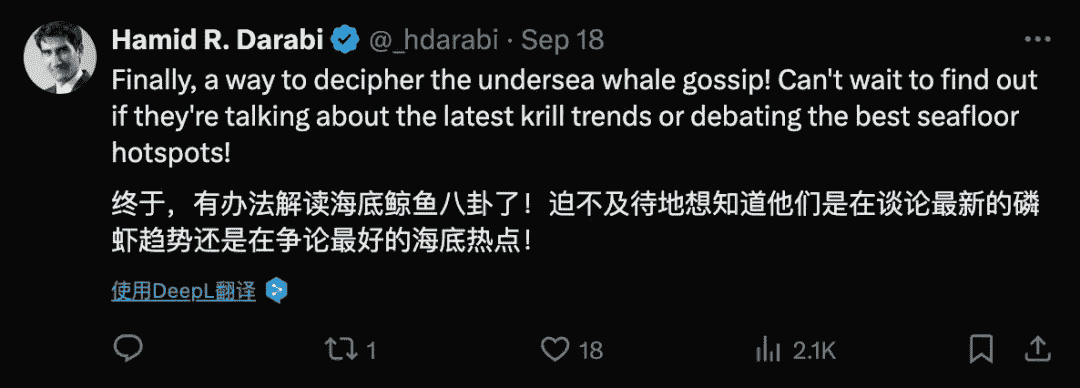 Hamid R. Darabi @_hdarabi · Sep 18
Finally, a way to decipher the undersea whale gossip! Can't wait to find out
if they're talking about the latest krill trends or debating the best seafloor
hotspots!
终于，有办法解读海底鲸鱼八卦了！迫不及待地想知道他们是在谈论最新的磷
虾趋势还是在争论最好的海底热点！
使用DeepL翻译
1 18 2.1K